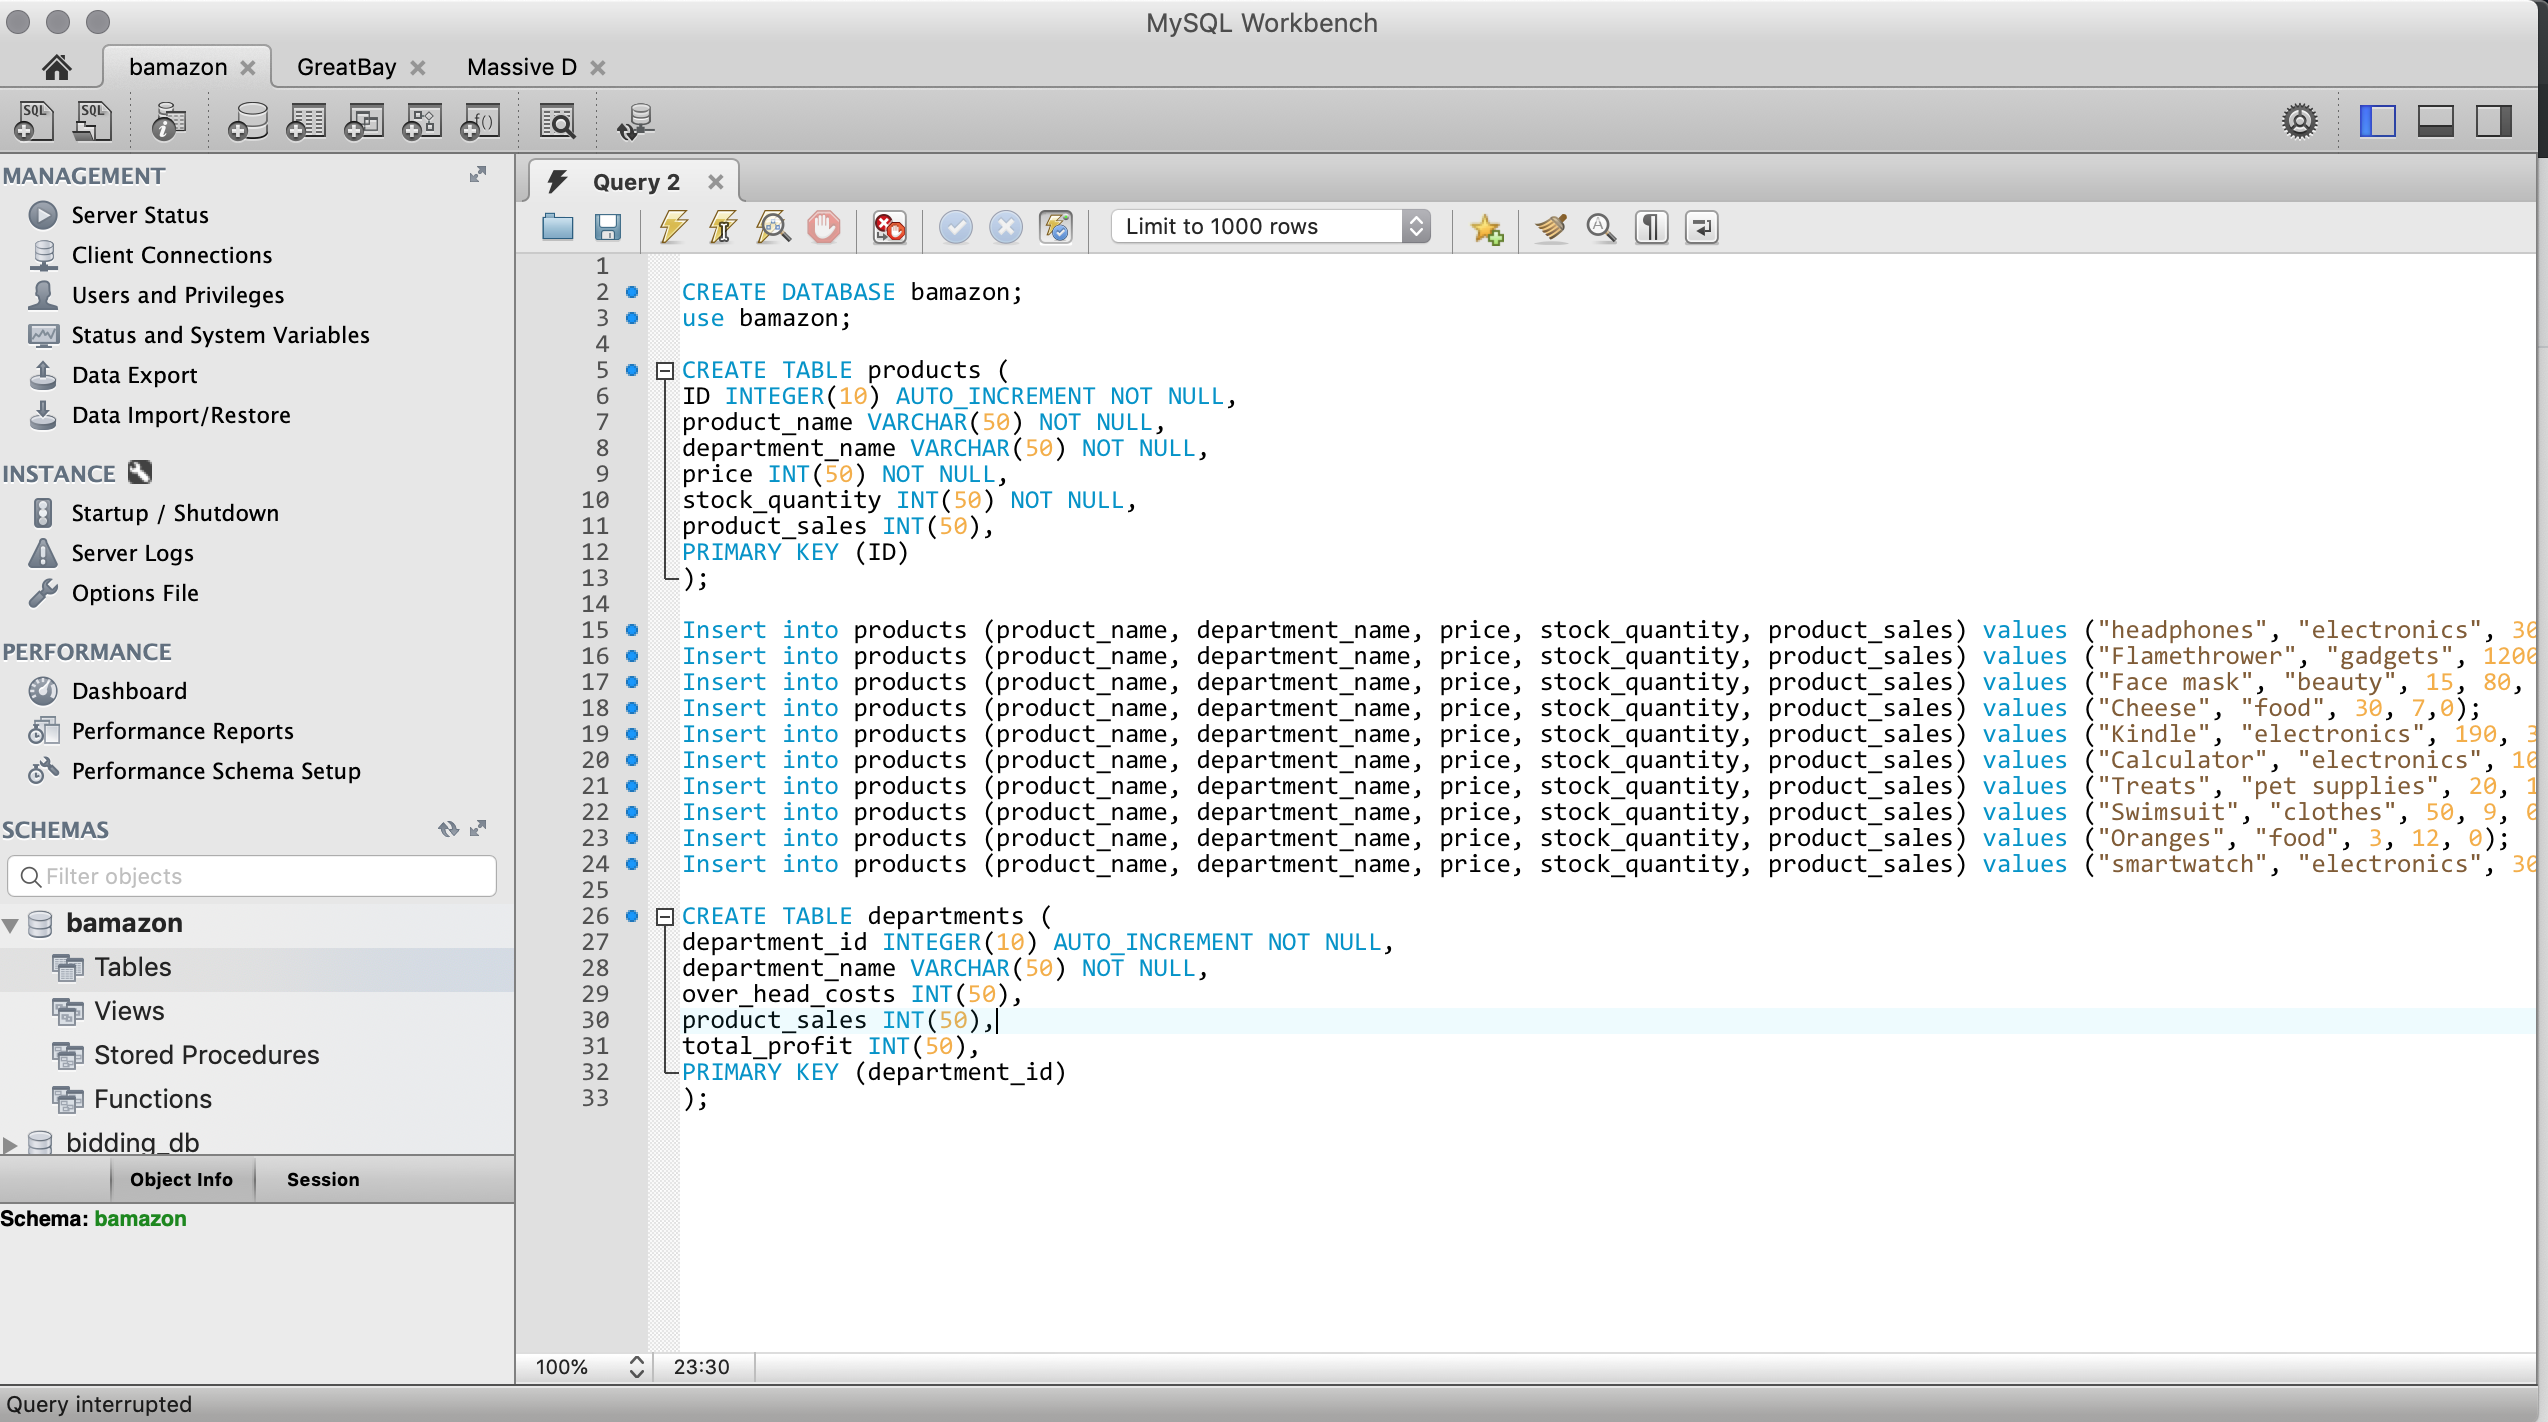 MySQL Workbench
bamazon
GreatBay
Massive D
SQL
SQL
MANAGEMENT
Server Status
Client Connections
Users and Privileges
Status and System Variables
Data Export
Data Import/Restore
INSTANCE
Startup / Shutdown
Server Logs
Options File
PERFORMANCE
Dashboard
Performance Reports
Performance Schema Setup
SCHEMAS
Filter objects
bamazon
Tables
Views
Stored Procedures
Functions
bidding_db
Object Info
Session
Schema: bamazon
Query 2
Limit to 1000 rows
1
2 CREATE DATABASE bamazon;
3 use bamazon;
4
5 CREATE TABLE products (
6 ID INTEGER(10) AUTO_INCREMENT NOT NULL,
7 product_name VARCHAR(50) NOT NULL,
8 department_name VARCHAR(50) NOT NULL,
9 price INT(50) NOT NULL,
10 stock_quantity INT(50) NOT NULL,
11 product_sales INT(50),
12 PRIMARY KEY (ID)
13 );
14
15 Insert into products (product_name, department_name, price, stock_quantity, product_sales) values ("headphones", "electronics", 30
16 Insert into products (product_name, department_name, price, stock_quantity, product_sales) values ("Flamethrower", "gadgets", 1200
17 Insert into products (product_name, department_name, price, stock_quantity, product_sales) values ("Face mask", "beauty", 15, 80,
18 Insert into products (product_name, department_name, price, stock_quantity, product_sales) values ("Cheese", "food", 30, 7,0);
19 Insert into products (product_name, department_name, price, stock_quantity, product_sales) values ("Kindle", "electronics", 190, 3
20 Insert into products (product_name, department_name, price, stock_quantity, product_sales) values ("Calculator", "electronics", 10
21 Insert into products (product_name, department_name, price, stock_quantity, product_sales) values ("Treats", "pet supplies", 20, 1
22 Insert into products (product_name, department_name, price, stock_quantity, product_sales) values ("Swimsuit", "clothes", 50, 9, 0
23 Insert into products (product_name, department_name, price, stock_quantity, product_sales) values ("Oranges", "food", 3, 12, 0);
24 Insert into products (product_name, department_name, price, stock_quantity, product_sales) values ("smartwatch", "electronics", 30
25
26 CREATE TABLE departments (
27 department_id INTEGER(10) AUTO_INCREMENT NOT NULL,
28 department_name VARCHAR(50) NOT NULL,
29 over_head_costs INT(50),
30 product_sales INT(50),
31 total_profit INT(50),
32 PRIMARY KEY (department_id)
33 );
100%
23:30
Query interrupted